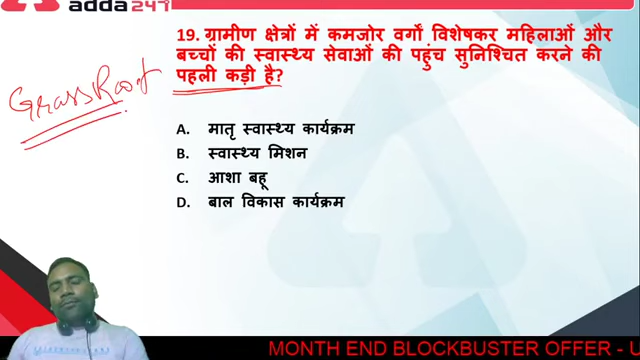 adda247
19. ग्रामीण क्षेत्रों में कमजोर वर्गों विशेषकर महिलाओं और
बच्चों की स्वास्थ्य सेवाओं की पहुंच सुनिश्चित करने की
पहली कड़ी है?
GrassRoot
A. मातृ स्वास्थ्य कार्यक्रम
B. स्वास्थ्य मिशन
C. आशा बहू
D. बाल विकास कार्यक्रम
MONTH END BLOCKBUSTER OFFER - U